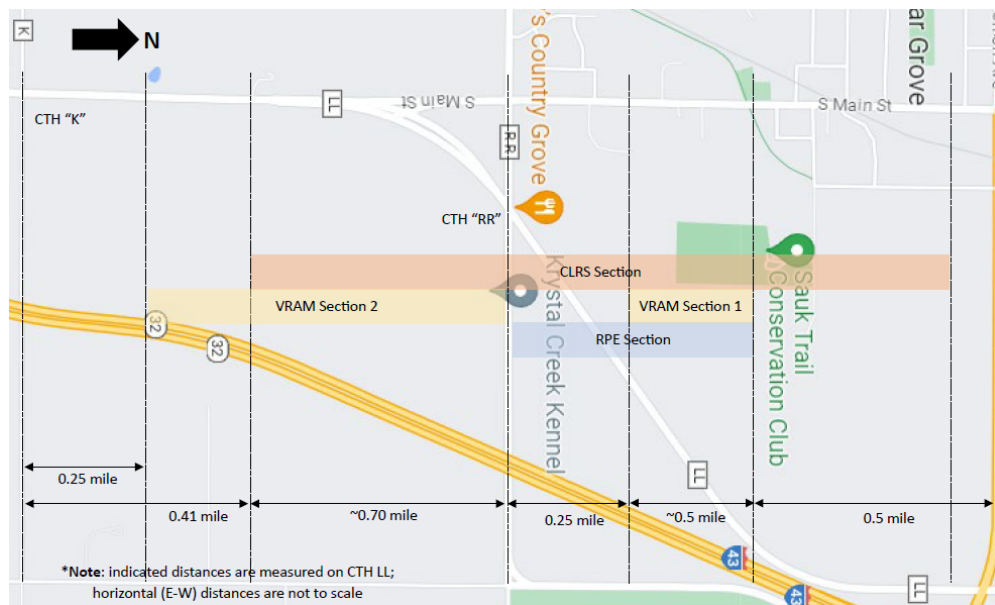 K
N
's Country Grove
ar Grove
LL
S Main St
S Main St
CTH "K"
RR
CTH "RR"
CLRS Section
Krystal Creek Kennel
Sauk Trail
Conservation Club
VRAM Section 2
VRAM Section 1
32
32
RPE Section
LL
0.25 mile
0.41 mile
~0.70 mile
0.25 mile
~0.5 mile
0.5 mile
43
43
LL
*Note: indicated distances are measured on CTH LL;
horizontal (E-W) distances are not to scale